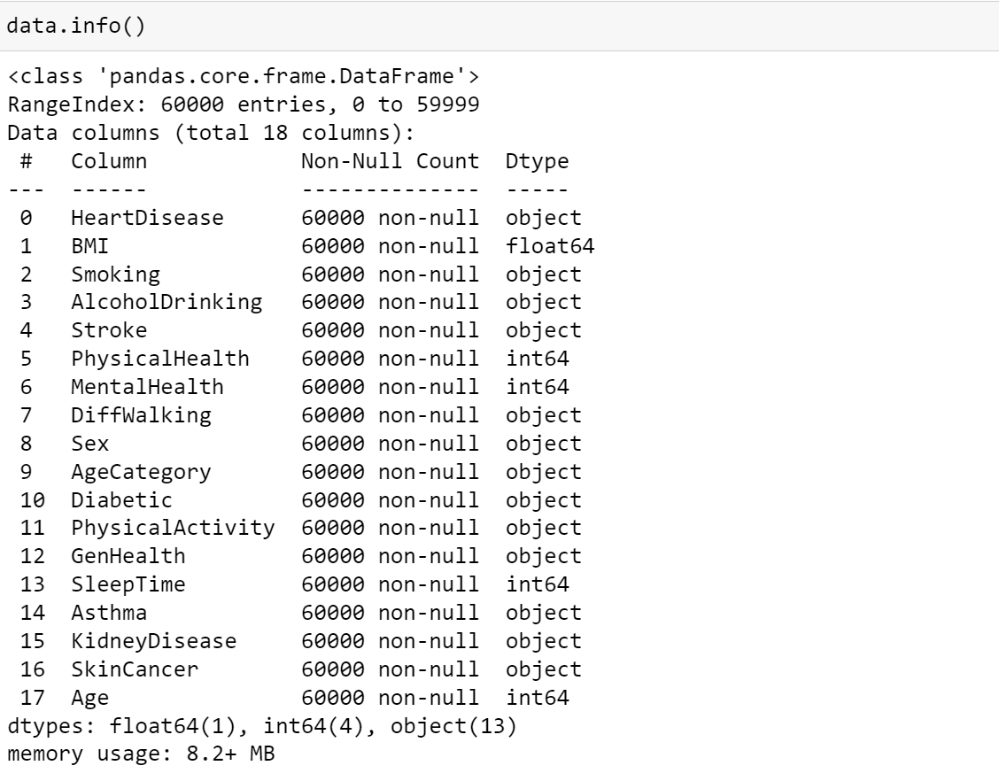 data.info()
<class 'pandas.core.frame.DataFrame'>
RangeIndex: 60000 entries, 0 to 59999
Data columns (total 18 columns):
 #   Column            Non-Null Count  Dtype
---  ------            --------------  -----
 0   HeartDisease      60000 non-null  object
 1   BMI               60000 non-null  float64
 2   Smoking           60000 non-null  object
 3   AlcoholDrinking   60000 non-null  object
 4   Stroke            60000 non-null  object
 5   PhysicalHealth    60000 non-null  int64
 6   MentalHealth      60000 non-null  int64
 7   DiffWalking       60000 non-null  object
 8   Sex               60000 non-null  object
 9   AgeCategory       60000 non-null  object
 10  Diabetic          60000 non-null  object
 11  PhysicalActivity  60000 non-null  object
 12  GenHealth         60000 non-null  object
 13  SleepTime         60000 non-null  int64
 14  Asthma            60000 non-null  object
 15  KidneyDisease     60000 non-null  object
 16  SkinCancer        60000 non-null  object
 17  Age               60000 non-null  int64
dtypes: float64(1), int64(4), object(13)
memory usage: 8.2+ MB